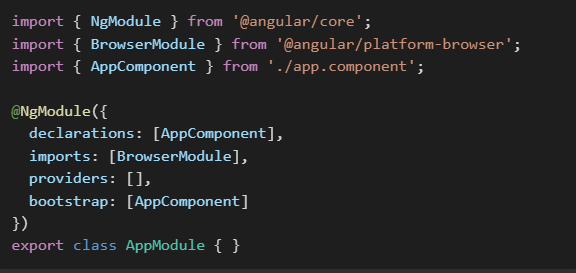 import { NgModule } from '@angular/core';
import { BrowserModule } from '@angular/platform-browser';
import { AppComponent } from './app.component';
@NgModule({
declarations: [AppComponent],
imports: [BrowserModule],
providers: [],
bootstrap: [AppComponent]
})
export class AppModule { }